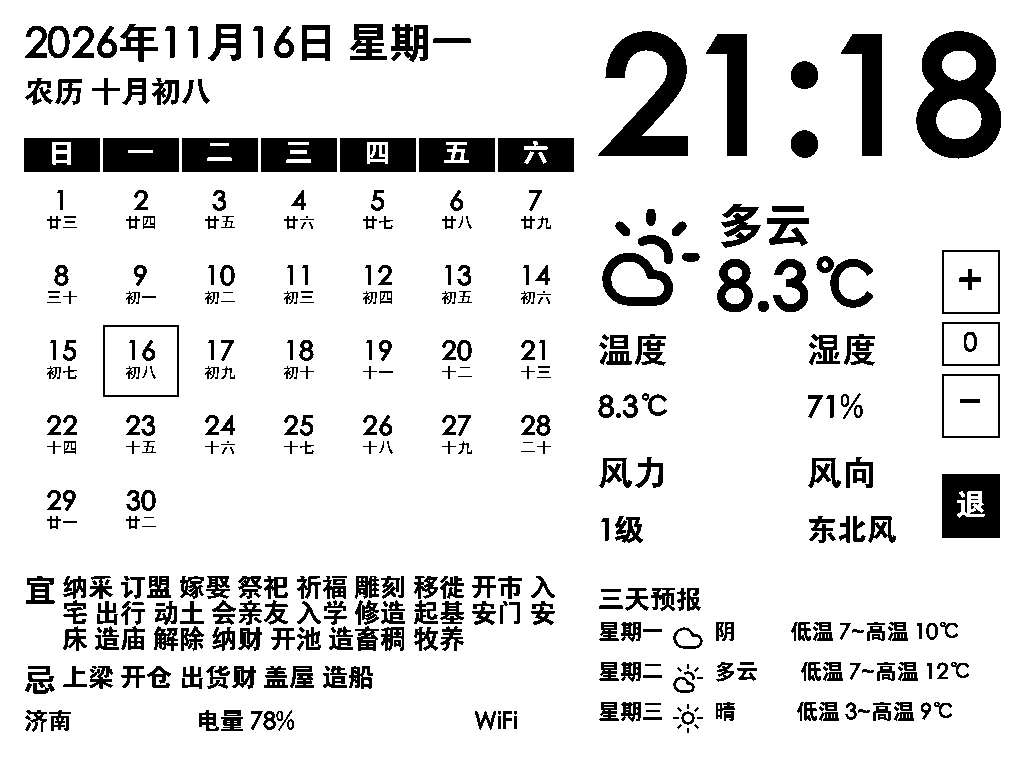 2026年11月16日 星期一
农历 十月初八
21:18
日 一 二 三 四 五 六
1 2 3 4 5 6 7
廿三 廿四 廿五 廿六 廿七 廿八 廿九
8 9 10 11 12 13 14
三十 初一 初二 初三 初四 初五 初六
15 16 17 18 19 20 21
初七 初八 初九 初十 十一 十二 十三
22 23 24 25 26 27 28
十四 十五 十六 十七 十八 十九 二十
29 30
廿一 廿二
宜 纳采 订盟 嫁娶 祭祀 祈福 雕刻 移徙 开市 入
宅 出行 动土 会亲友 入学 修造 起基 安门 安
床 造庙 解除 纳财 开池 造畜稠 牧养
忌 上梁 开仓 出货财 盖屋 造船
济南 电量 78% WiFi
多云
8.3℃
温度 湿度
8.3℃ 71%
风力 风向
1级 东北风
+
0
−
退
三天预报
星期一 阴 低温 7~高温 10℃
星期二 多云 低温 7~高温 12℃
星期三 晴 低温 3~高温 9℃